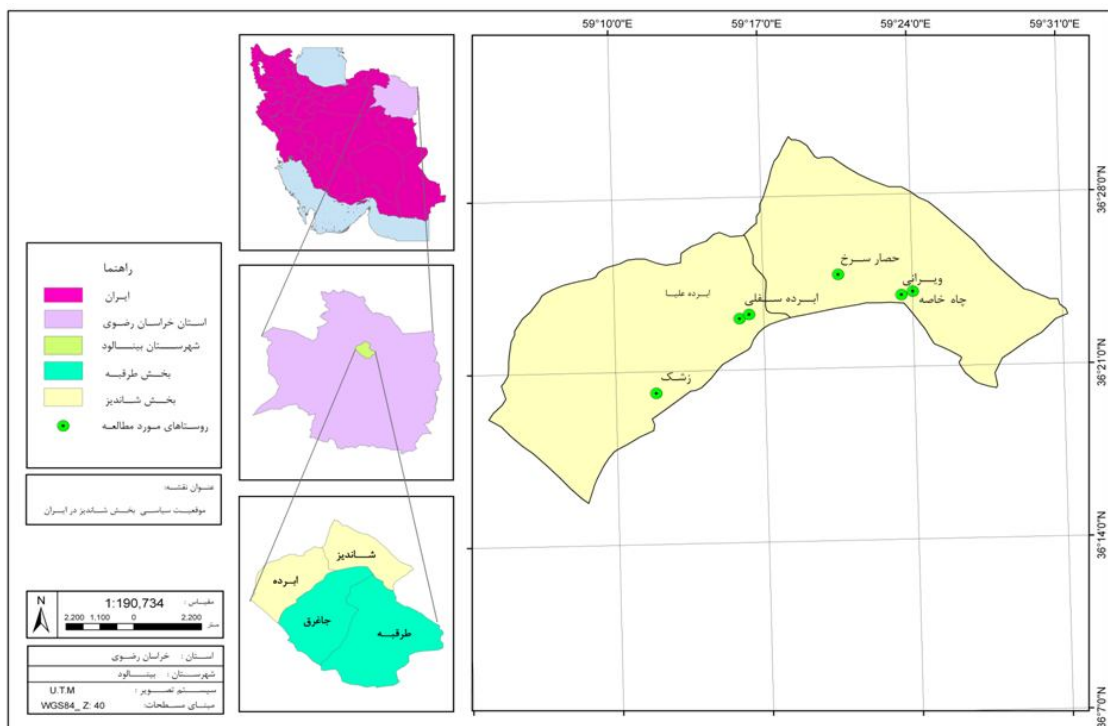 59°10'0"E
59°17'0"E
59°24'0"E
59°31'0"E
36°28'0"N
36°21'0"N
36°14'0"N
36°7'0"N
حصار سرخ
ویرانی
چاه خاصه
ابرده علیا
ابرده سفلی
زشک
راهنما
ایران
استان خراسان رضوی
شهرستان بینالود
بخش طرقبه
بخش شاندیز
روستاهای مورد مطالعه
عنوان نقشه:
موقعیت سیاسی بخش شاندیز در ایران
شاندیز
ابرده
جاغرق
طرقبه
N
مقیاس: 1:190,734
2,200 1,100 0 2,200 متر
استان: خراسان رضوی
شهرستان: بینالود
سیستم تصویر: U.T.M
مبنای مسطحات: WGS84_ Z: 40